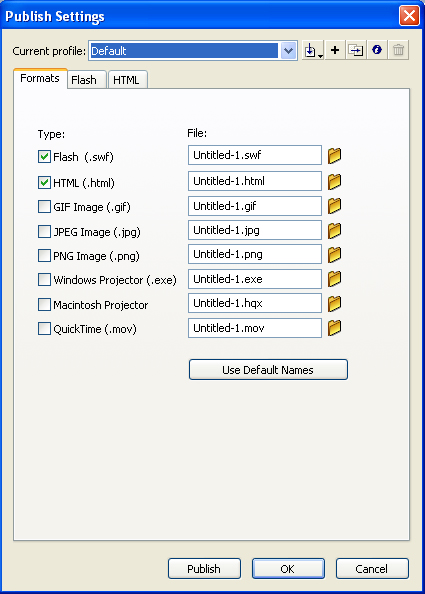 Publish Settings
Current profile: Default
Formats Flash HTML
Type: File:
Flash (.swf) Untitled-1.swf
HTML (.html) Untitled-1.html
GIF Image (.gif) Untitled-1.gif
JPEG Image (.jpg) Untitled-1.jpg
PNG Image (.png) Untitled-1.png
Windows Projector (.exe) Untitled-1.exe
Macintosh Projector Untitled-1.hqx
QuickTime (.mov) Untitled-1.mov
Use Default Names
Publish OK Cancel